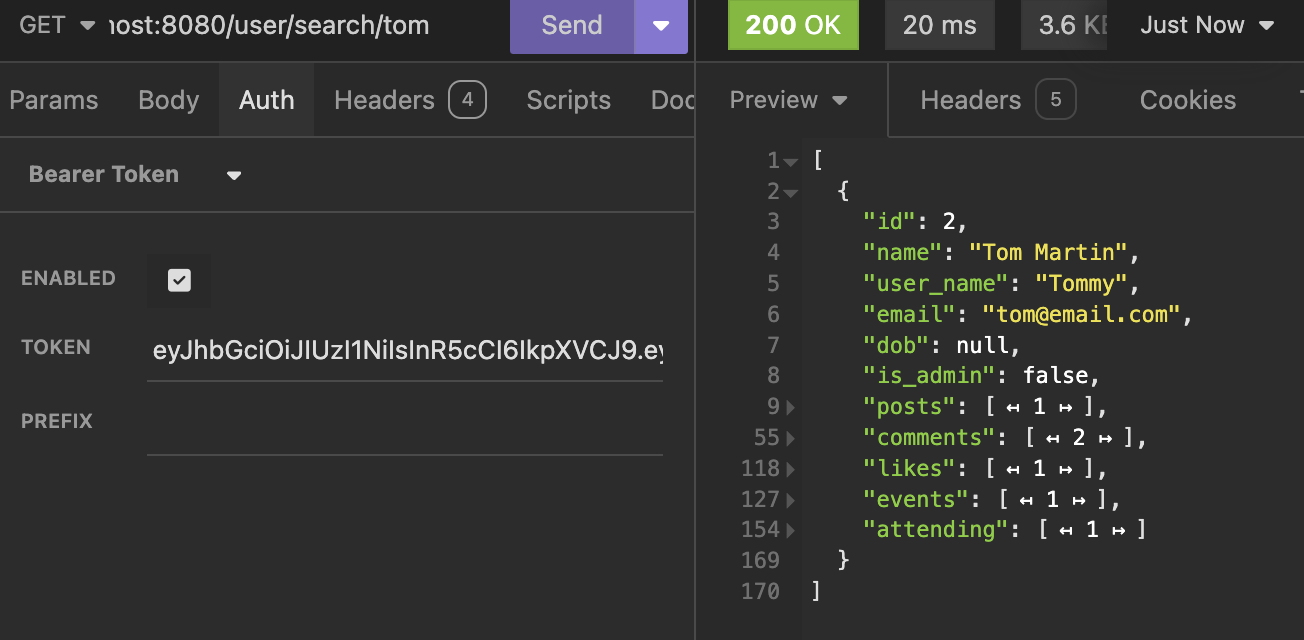 GET ▾ host:8080/user/search/tom Send 200 OK 20 ms 3.6 KB Just Now
Params Body Auth Headers 4 Scripts Doc Preview Headers 5 Cookies
Bearer Token
ENABLED
TOKEN eyJhbGciOiJIUzI1NiIsInR5cCI6IkpXVCJ9.ey
PREFIX
1 [
2 {
3 "id": 2,
4 "name": "Tom Martin",
5 "user_name": "Tommy",
6 "email": "tom@email.com",
7 "dob": null,
8 "is_admin": false,
9 "posts": [ ↤ 1 ↦ ],
55 "comments": [ ↤ 2 ↦ ],
118 "likes": [ ↤ 1 ↦ ],
127 "events": [ ↤ 1 ↦ ],
154 "attending": [ ↤ 1 ↦ ]
169 }
170 ]